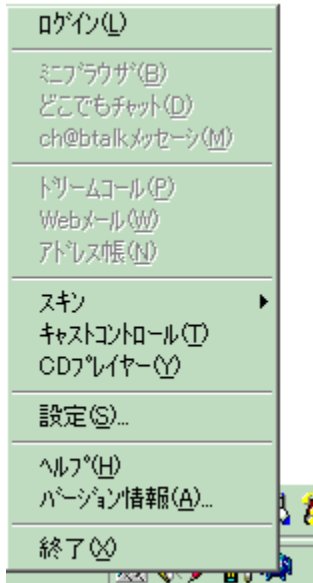 ログイン(L)
ミニブラウザ(B)
どこでもチャット(D)
ch@btalkメッセージ(M)
ドリームコール(P)
Webメール(W)
アドレス帳(N)
スキン
キャストコントロール(T)
CDプレイヤー(Y)
設定(S)...
ヘルプ(H)
バージョン情報(A)...
終了(X)